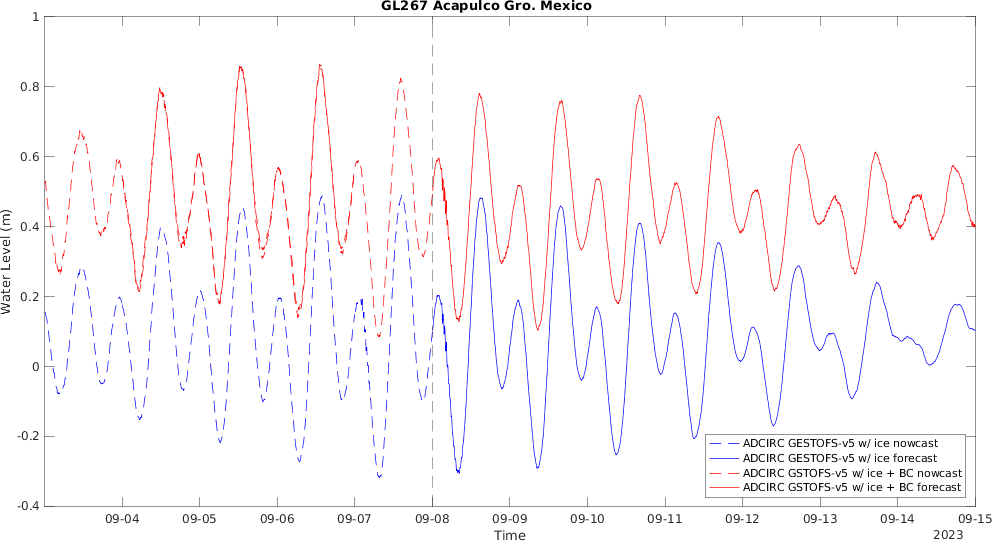 GL267 Acapulco Gro. Mexico
Water Level (m)
1
0.8
0.6
0.4
0.2
0
-0.2
-0.4
ADCIRC GESTOFS-v5 w/ ice nowcast
ADCIRC GESTOFS-v5 w/ ice forecast
ADCIRC GSTOFS-v5 w/ ice + BC nowcast
ADCIRC GSTOFS-v5 w/ ice + BC forecast
09-04 09-05 09-06 09-07 09-08 09-09 09-10 09-11 09-12 09-13 09-14 09-15
Time
2023